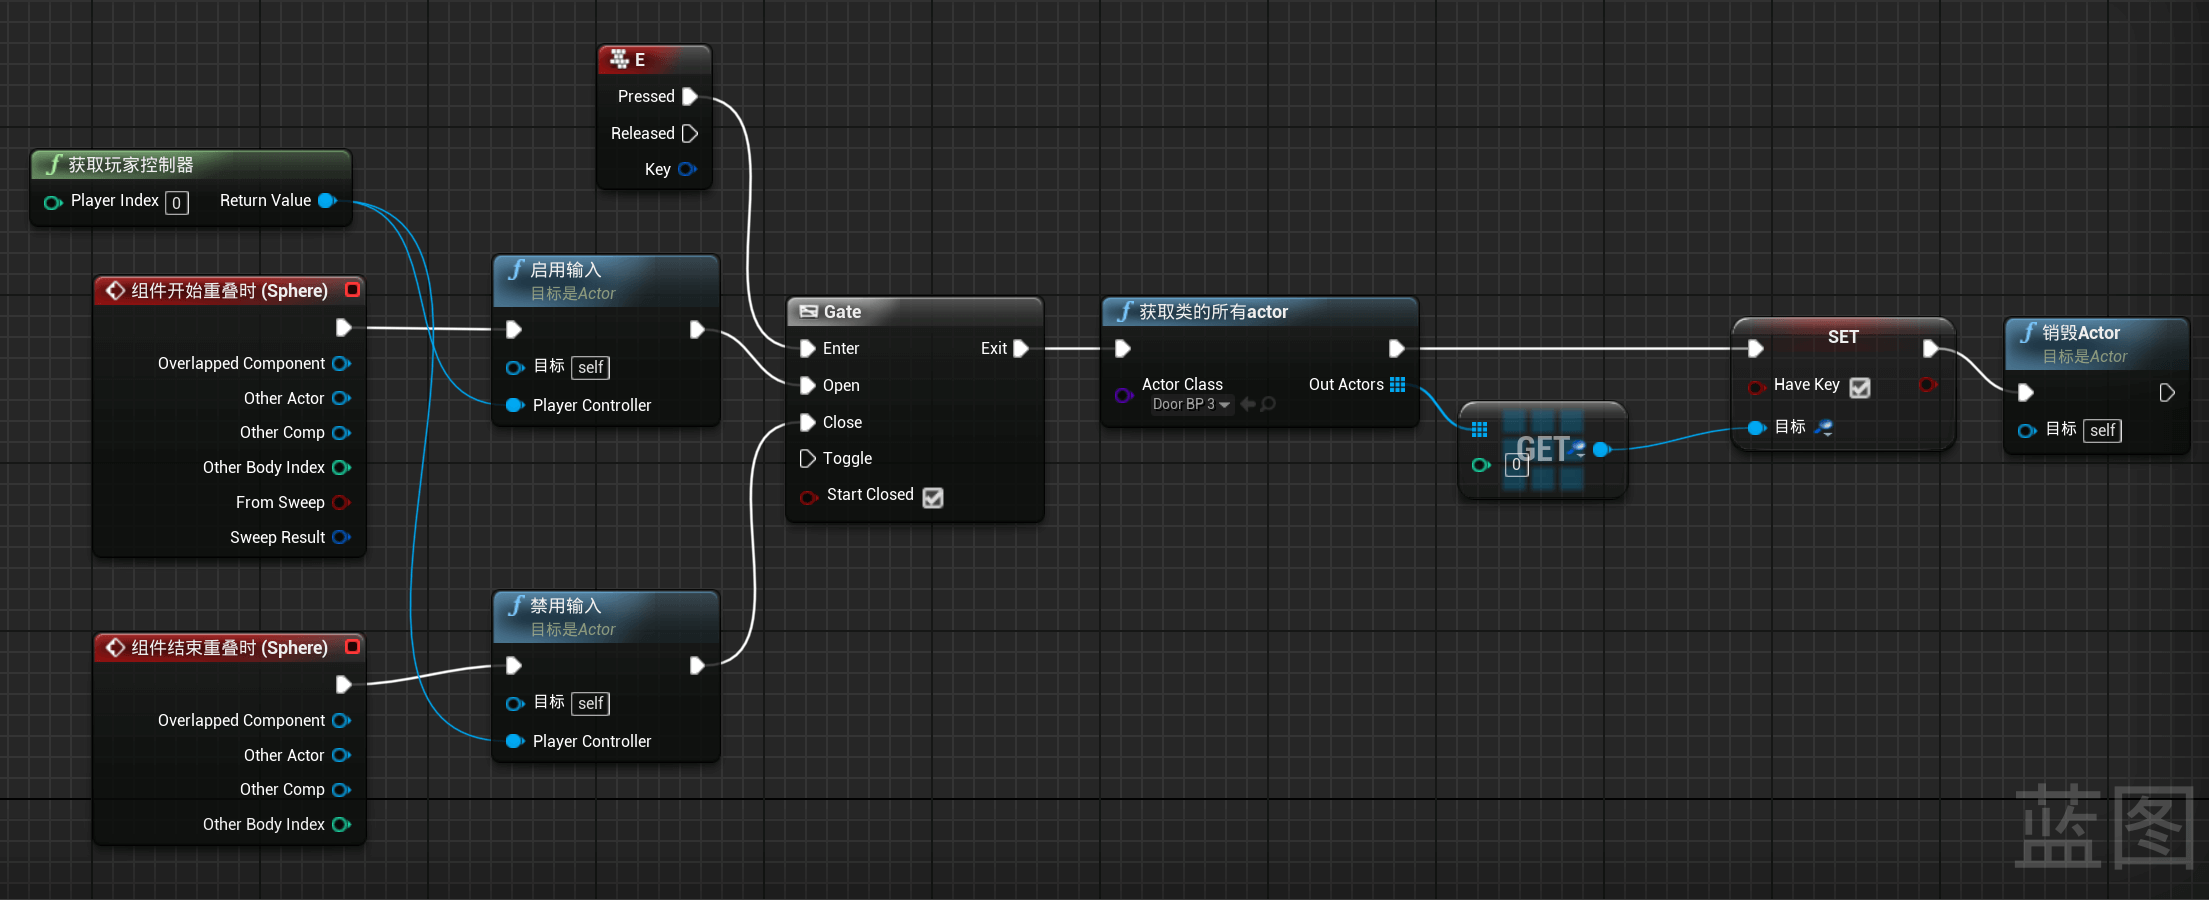 E
Pressed
Released
Key
获取玩家控制器
Player Index 0 Return Value
组件开始重叠时 (Sphere)
Overlapped Component
Other Actor
Other Comp
Other Body Index
From Sweep
Sweep Result
启用输入
目标是Actor
目标 self
Player Controller
组件结束重叠时 (Sphere)
Overlapped Component
Other Actor
Other Comp
Other Body Index
禁用输入
目标是Actor
目标 self
Player Controller
Gate
Enter Exit
Open
Close
Toggle
Start Closed
获取类的所有actor
Actor Class Out Actors
Door BP 3
GET
0
SET
Have Key
目标
销毁Actor
目标是Actor
目标 self
蓝图